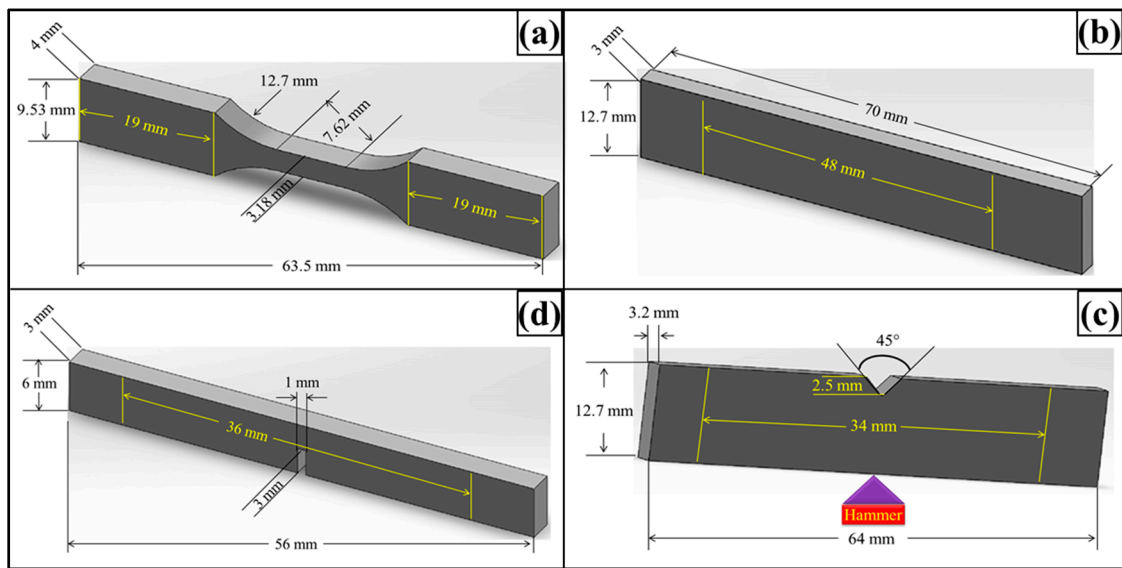 (a)
4 mm
9.53 mm
19 mm
12.7 mm
7.62 mm
3.18 mm
19 mm
63.5 mm
(b)
3 mm
12.7 mm
70 mm
48 mm
(d)
3 mm
6 mm
1 mm
36 mm
3 mm
56 mm
(c)
3.2 mm
45°
2.5 mm
12.7 mm
34 mm
Hammer
64 mm